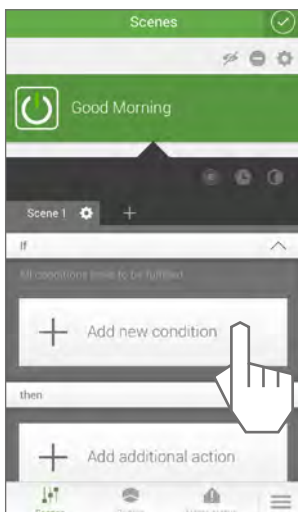 Scenes
Good Morning
Scene 1 +
If
All conditions have to be fulfilled
+ Add new condition
then
+ Add additional action
Scenes